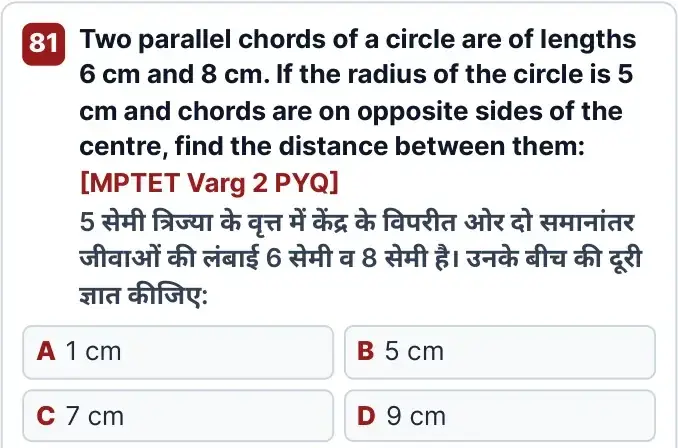 81 Two parallel chords of a circle are of lengths
6 cm and 8 cm. If the radius of the circle is 5
cm and chords are on opposite sides of the
centre, find the distance between them:
[MPTET Varg 2 PYQ]
5 सेमी त्रिज्या के वृत्त में केंद्र के विपरीत ओर दो समानांतर
जीवाओं की लंबाई 6 सेमी व 8 सेमी है। उनके बीच की दूरी
ज्ञात कीजिए:
A 1 cm B 5 cm
C 7 cm D 9 cm